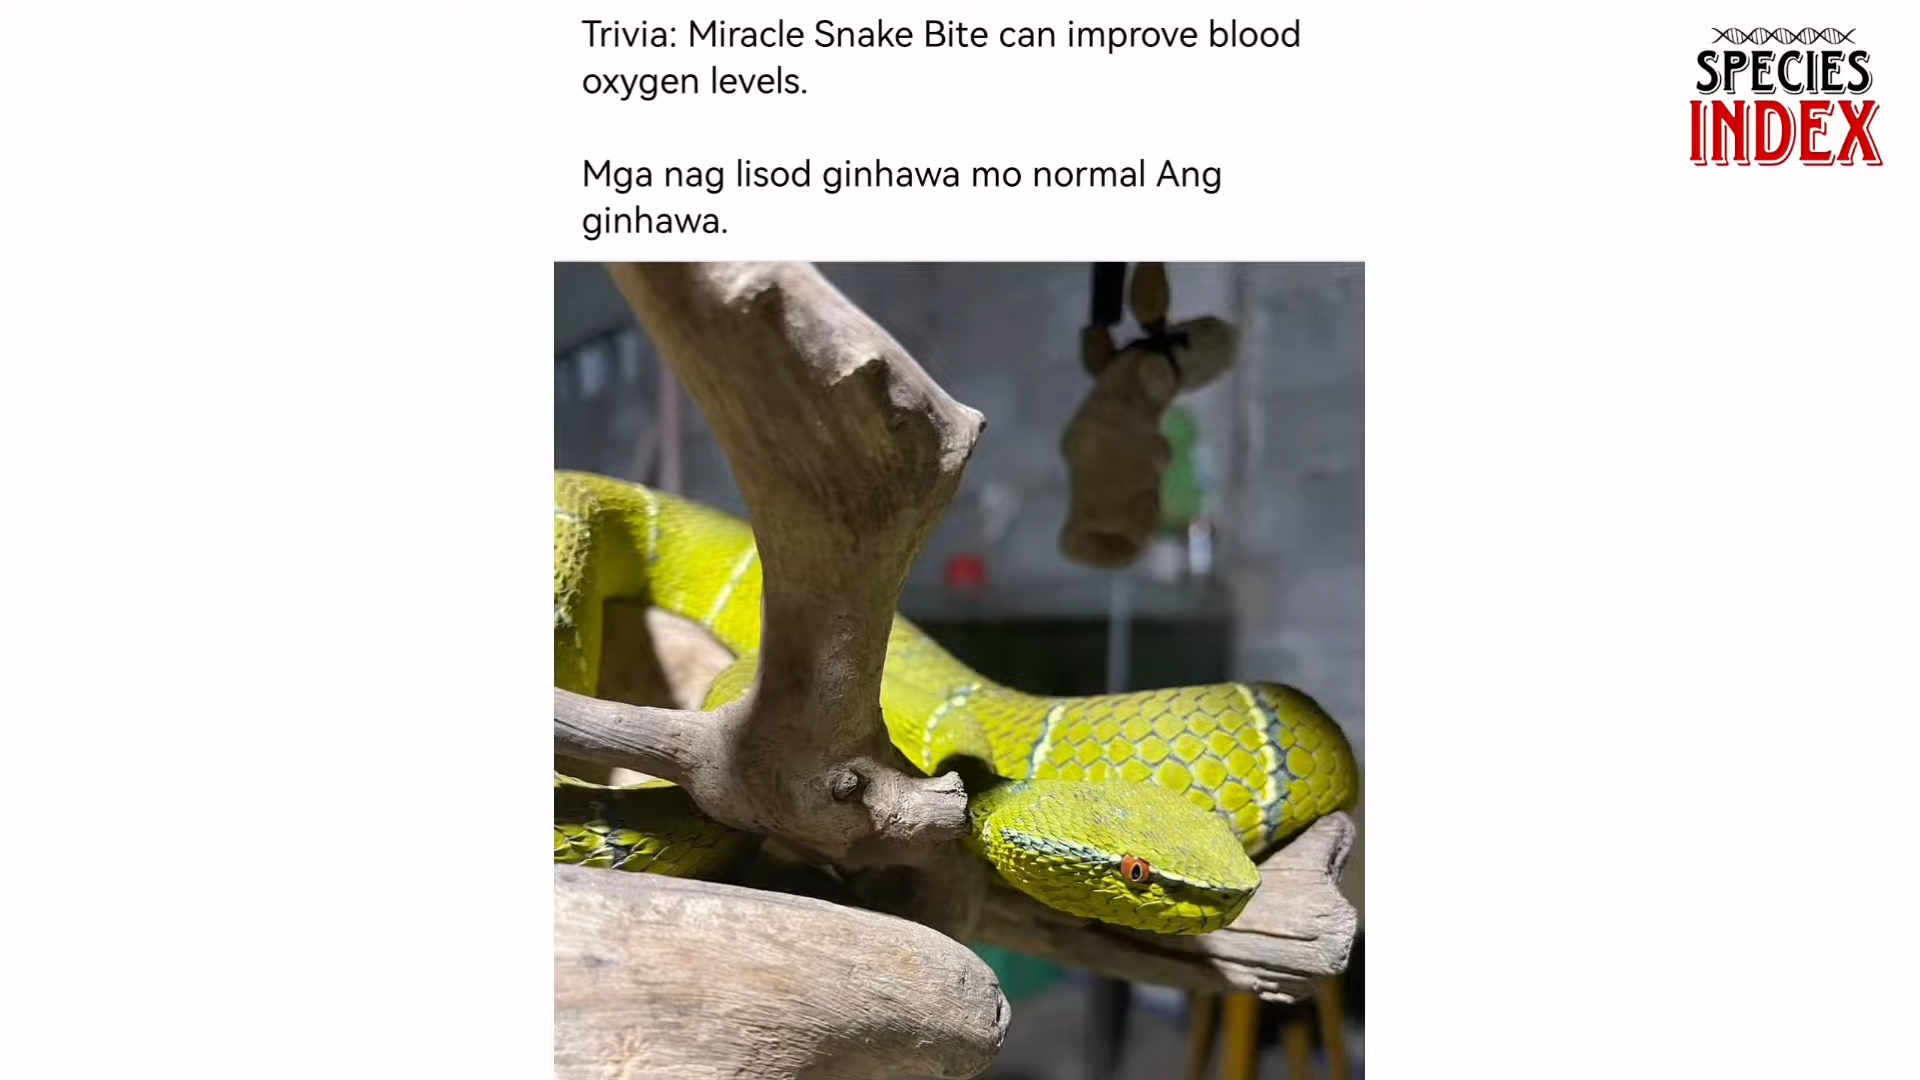 Trivia: Miracle Snake Bite can improve blood
oxygen levels.
Mga nag lisod ginhawa mo normal Ang
ginhawa.
SPECIES
INDEX